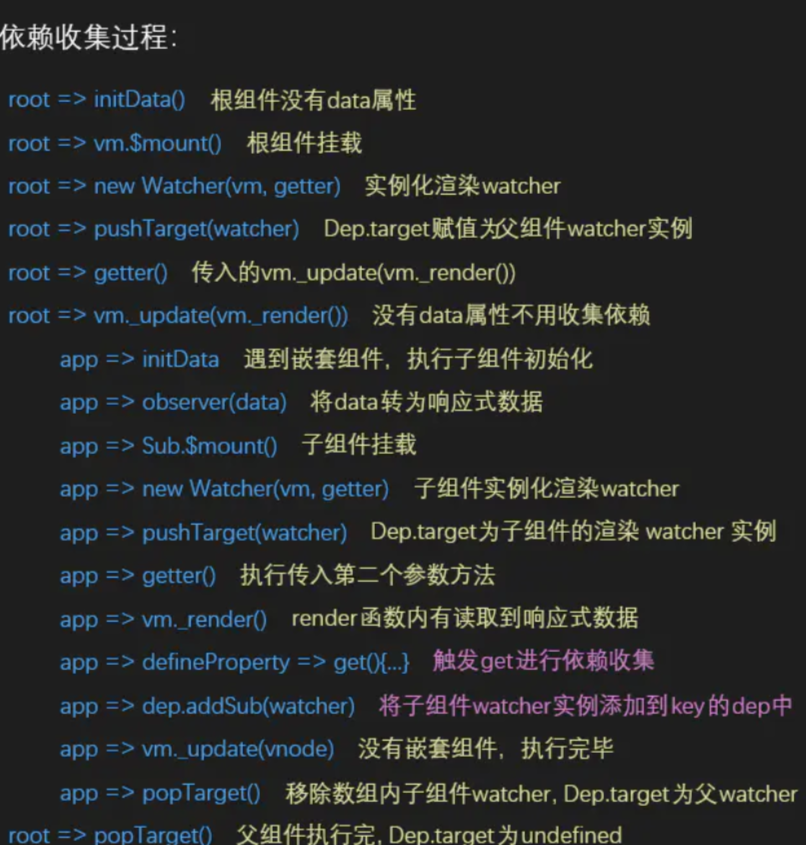 依赖收集过程：
root => initData() 根组件没有data属性
root => vm.$mount() 根组件挂载
root => new Watcher(vm, getter) 实例化渲染watcher
root => pushTarget(watcher) Dep.target赋值为父组件watcher实例
root => getter() 传入的vm._update(vm._render())
root => vm._update(vm._render()) 没有data属性不用收集依赖
app => initData 遇到嵌套组件，执行子组件初始化
app => observer(data) 将data转为响应式数据
app => Sub.$mount() 子组件挂载
app => new Watcher(vm, getter) 子组件实例化渲染watcher
app => pushTarget(watcher) Dep.target为子组件的渲染 watcher 实例
app => getter() 执行传入第二个参数方法
app => vm._render() render函数内有读取到响应式数据
app => defineProperty => get(){...} 触发get进行依赖收集
app => dep.addSub(watcher) 将子组件watcher实例添加到key的dep中
app => vm._update(vnode) 没有嵌套组件，执行完毕
app => popTarget() 移除数组内子组件watcher, Dep.target为父watcher
root => popTarget() 父组件执行完, Dep.target为undefined